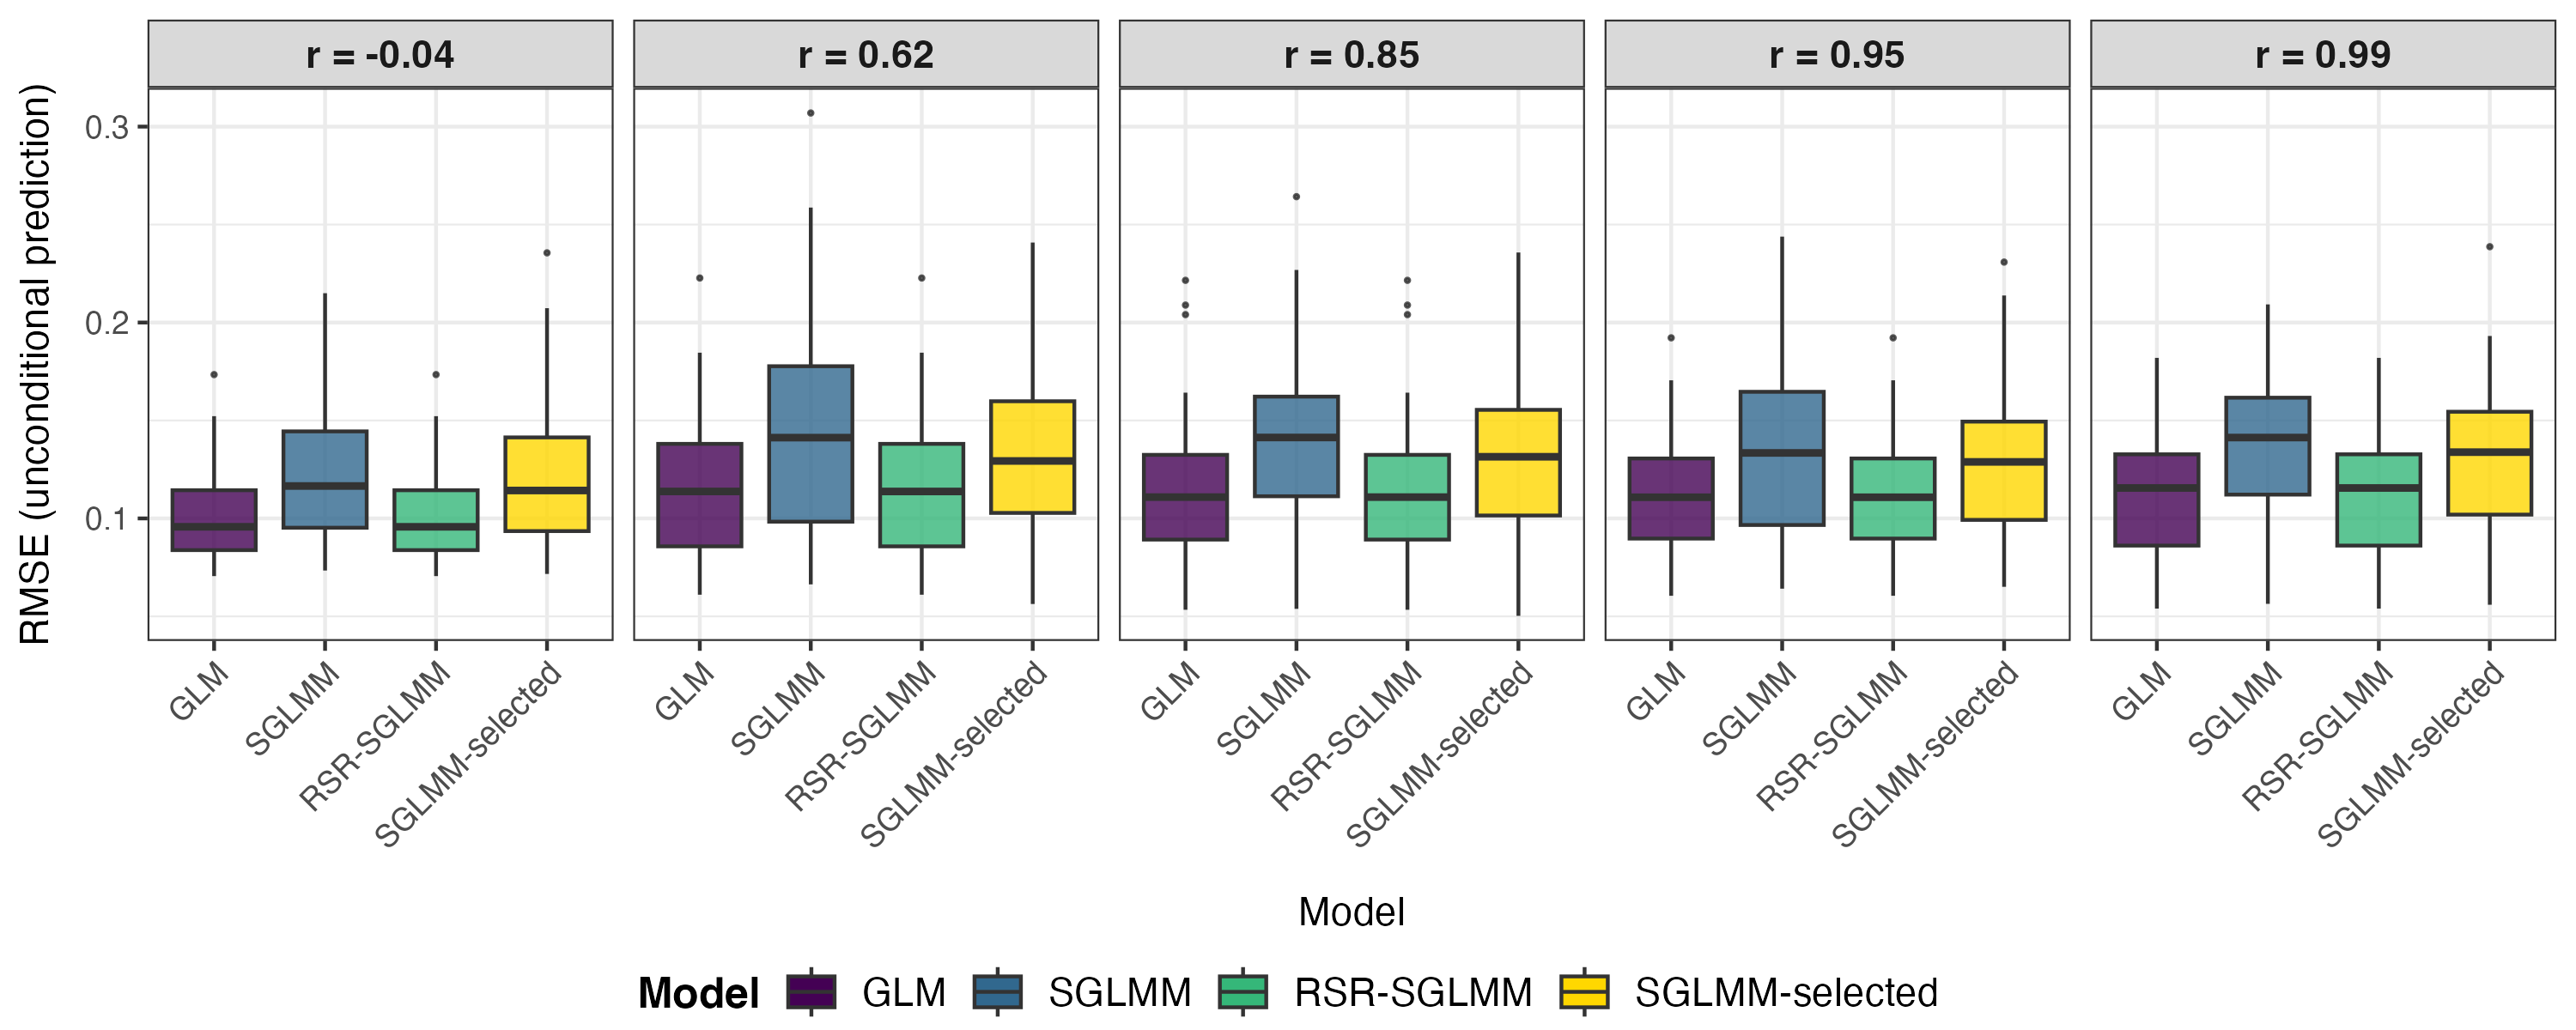 r = -0.04
r = 0.62
r = 0.85
r = 0.95
r = 0.99
RMSE (unconditional prediction)
0.3
0.2
0.1
GLM
SGLMM
RSR-SGLMM
SGLMM-selected
GLM
SGLMM
RSR-SGLMM
SGLMM-selected
GLM
SGLMM
RSR-SGLMM
SGLMM-selected
GLM
SGLMM
RSR-SGLMM
SGLMM-selected
GLM
SGLMM
RSR-SGLMM
SGLMM-selected
Model
Model GLM SGLMM RSR-SGLMM SGLMM-selected